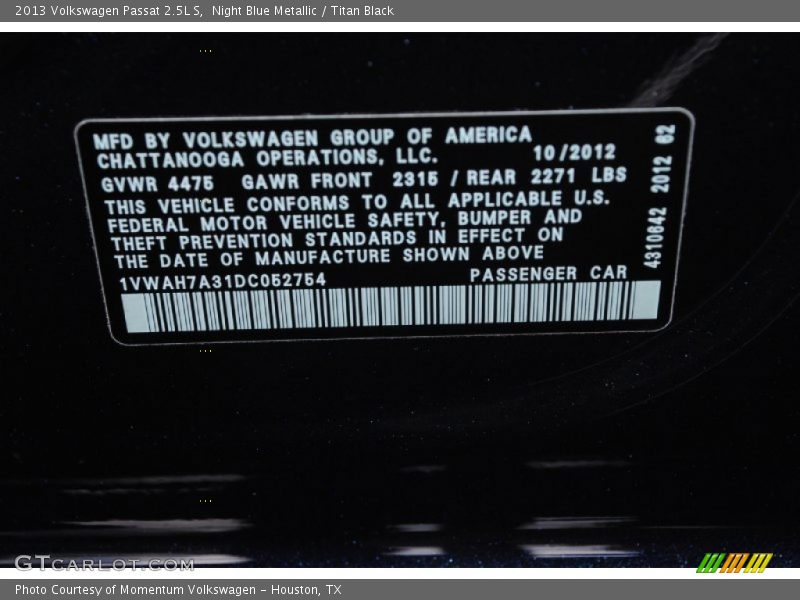 2013 Volkswagen Passat 2.5L S, Night Blue Metallic / Titan Black
MFD BY VOLKSWAGEN GROUP OF AMERICA
CHATTANOOGA OPERATIONS, LLC. 10/2012
GVWR 4475 GAWR FRONT 2315 / REAR 2271 LBS
THIS VEHICLE CONFORMS TO ALL APPLICABLE U.S.
FEDERAL MOTOR VEHICLE SAFETY, BUMPER AND
THEFT PREVENTION STANDARDS IN EFFECT ON
THE DATE OF MANUFACTURE SHOWN ABOVE
1VWAH7A31DC052754 PASSENGER CAR
4310642 2012 62
GTCARLOT.COM
Photo Courtesy of Momentum Volkswagen - Houston, TX